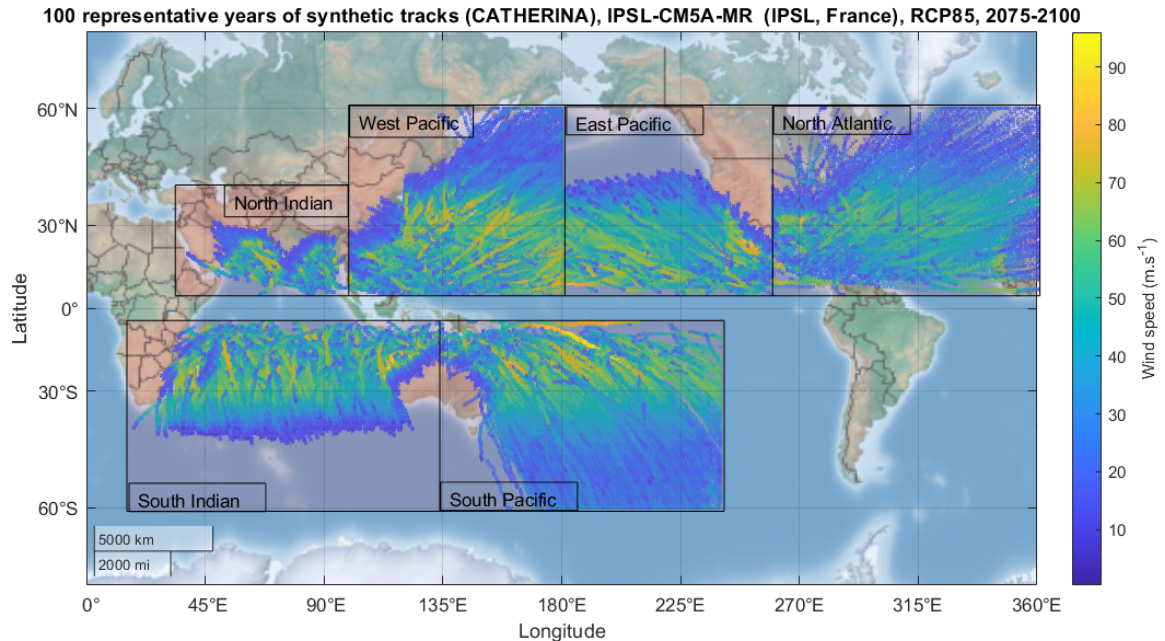 100 representative years of synthetic tracks (CATHERINA), IPSL-CM5A-MR (IPSL, France), RCP85, 2075-2100
60°N
30°N
0°
30°S
60°S
Latitude
West Pacific
East Pacific
North Atlantic
North Indian
South Indian
South Pacific
5000 km
2000 mi
0°
45°E
90°E
135°E
180°E
225°E
270°E
315°E
360°E
Longitude
90
80
70
60
50
40
30
20
10
Wind speed (m.s⁻¹)